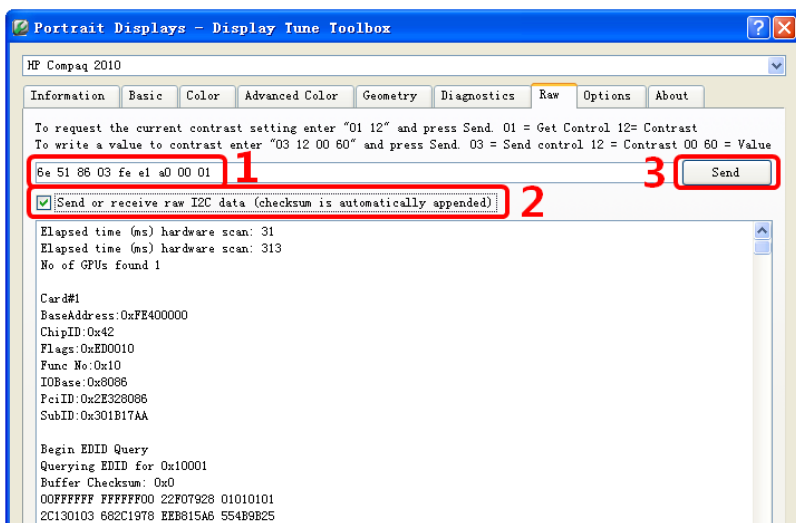 Portrait Displays - Display Tune Toolbox
HP Compaq 2010
Information Basic Color Advanced Color Geometry Diagnostics Raw Options About
To request the current contrast setting enter "01 12" and press Send. 01 = Get Control 12= Contrast
To write a value to contrast enter "03 12 00 60" and press Send. 03 = Send control 12 = Contrast 00 60 = Value
6e 51 86 03 fe e1 a0 00 01 1 3 Send
Send or receive raw I2C data (checksum is automatically appended) 2
Elapsed time (ms) hardware scan: 31
Elapsed time (ms) hardware scan: 313
No of GPUs found 1
Card#1
BaseAddress:0xFE400000
ChipID:0x42
Flags:0xED0010
Func No:0x10
IOBase:0x8086
PciID:0x2E328086
SubID:0x301B17AA
Begin EDID Query
Querying EDID for 0x10001
Buffer Checksum: 0x0
00FFFFFF FFFFFF00 22F07928 01010101
2C130103 682C1978 EEB815A6 554B9B25